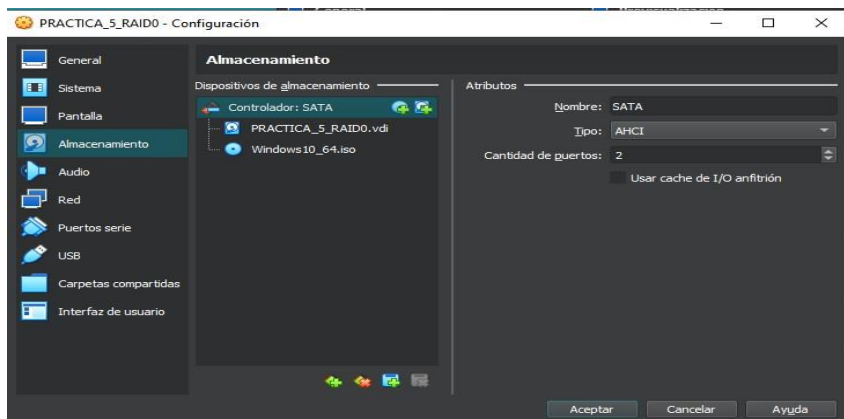 PRACTICA_5_RAID0 - Configuración
General
Sistema
Pantalla
Almacenamiento
Audio
Red
Puertos serie
USB
Carpetas compartidas
Interfaz de usuario
Almacenamiento
Dispositivos de almacenamiento
Controlador: SATA
PRACTICA_5_RAID0.vdi
Windows10_64.iso
Atributos
Nombre: SATA
Tipo: AHCI
Cantidad de puertos: 2
Usar cache de I/O anfitrión
Aceptar Cancelar Ayuda